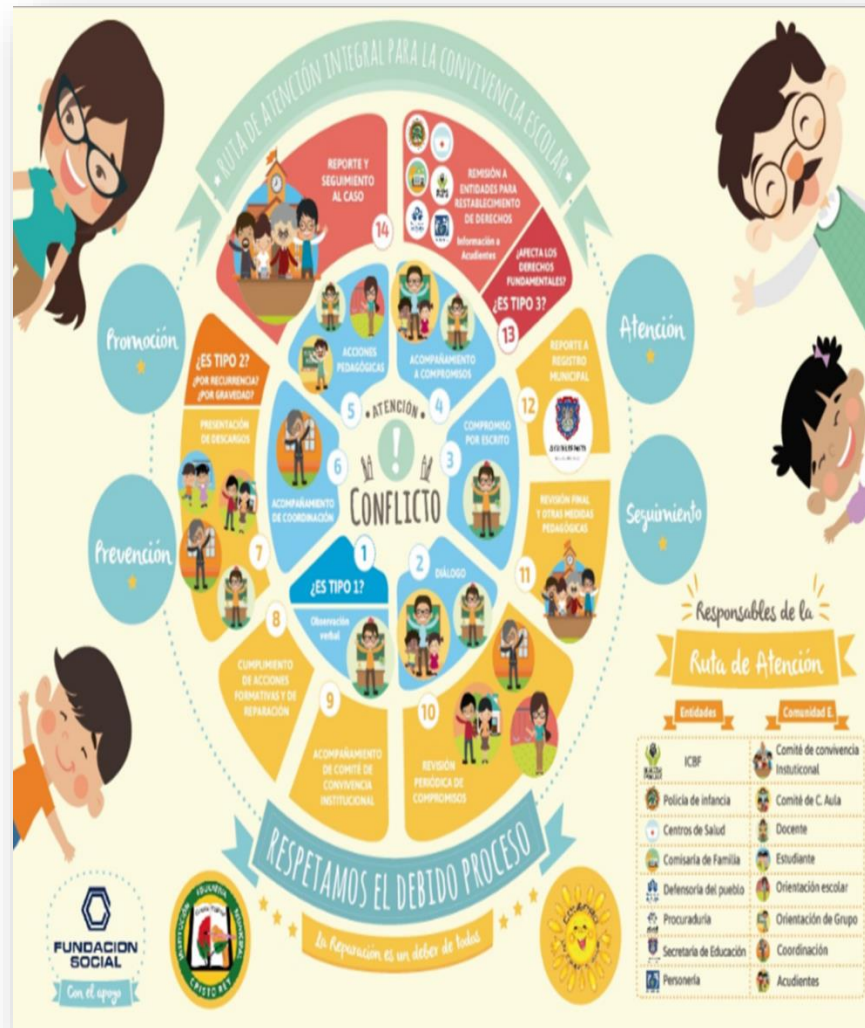 RUTA DE ATENCIÓN INTEGRAL PARA LA CONVIVENCIA ESCOLAR
Promoción
Prevención
Atención
Seguimiento
ATENCIÓN
!
CONFLICTO
1
¿ES TIPO 1?
Observación
verbal
2
DIÁLOGO
3
COMPROMISO
POR ESCRITO
4
ACOMPAÑAMIENTO
A COMPROMISOS
5
ACCIONES
PEDAGÓGICAS
6
ACOMPAÑAMIENTO
DE COORDINACIÓN
¿ES TIPO 2?
¿POR RECURRENCIA?
¿POR GRAVEDAD?
PRESENTACIÓN
DE DESCARGOS
7
8
CUMPLIMIENTO
DE ACCIONES
FORMATIVAS Y DE
REPARACIÓN
9
ACOMPAÑAMIENTO
DE COMITÉ DE
CONVIVENCIA
INSTITUCIONAL
10
REVISIÓN
PERIÓDICA DE
COMPROMISOS
11
REVISIÓN FINAL
Y OTRAS MEDIDAS
PEDAGÓGICAS
12
REPORTE A
REGISTRO
MUNICIPAL
13
¿AFECTA LOS
DERECHOS
FUNDAMENTALES?
¿ES TIPO 3?
REMISIÓN A
ENTIDADES PARA
RESTABLECIMIENTO
DE DERECHOS
Información a
Acudientes
14
REPORTE Y
SEGUIMIENTO
AL CASO
RESPETAMOS EL DEBIDO PROCESO
La Reparación es un deber de todos
FUNDACION
SOCIAL
Con el apoyo
INSTITUCIÓN EDUCATIVA MUNICIPAL
CRISTO REY
Responsables de la
Ruta de Atención
Entidades
Comunidad E.
ICBF
Comité de convivencia
Instuticonal
Policía de infancia
Comité de C. Aula
Centros de Salud
Docente
Comisaría de Familia
Estudiante
Defensoría del pueblo
Orientación escolar
Procuraduría
Orientación de Grupo
Secretaría de Educación
Coordinación
Personería
Acudientes